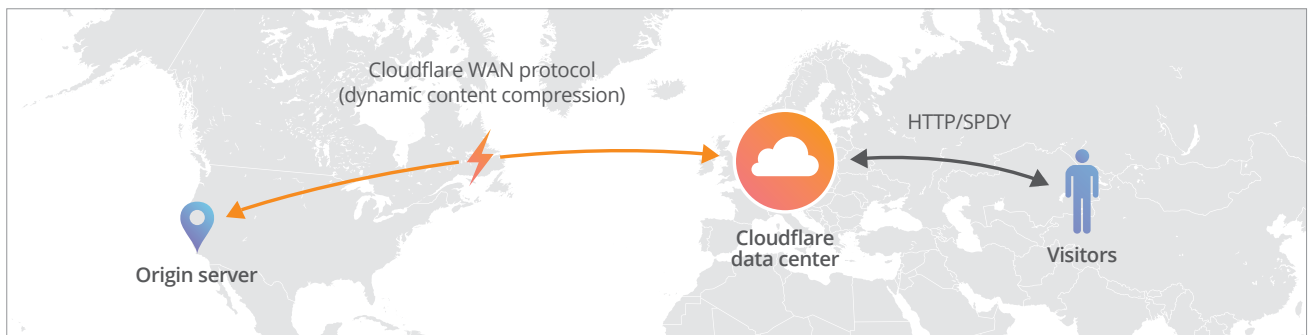 Cloudflare WAN protocol
(dynamic content compression)
HTTP/SPDY
Origin server
Cloudflare
data center
Visitors